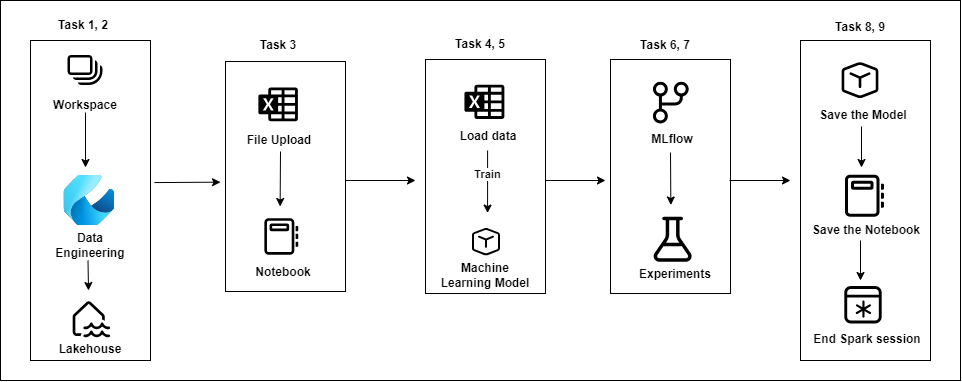 Task 1, 2
Workspace
Data
Engineering
Lakehouse
Task 3
File Upload
Notebook
Task 4, 5
Load data
Train
Machine
Learning Model
Task 6, 7
MLflow
Experiments
Task 8, 9
Save the Model
Save the Notebook
End Spark session